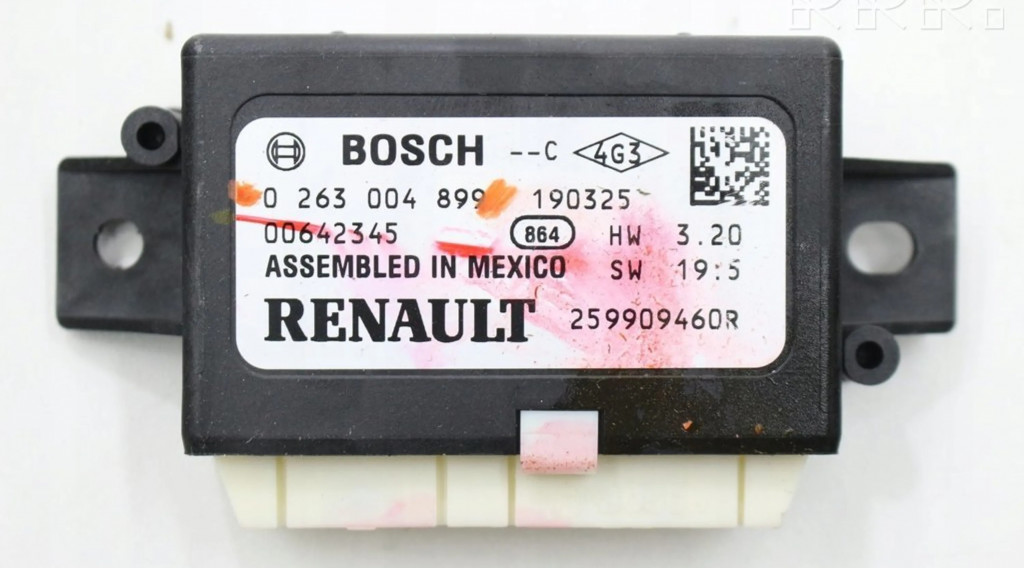 BOSCH --C 4G3
0 263 004 899 190325
00642345 864 HW 3.20
ASSEMBLED IN MEXICO SW 19:5
RENAULT 259909460R